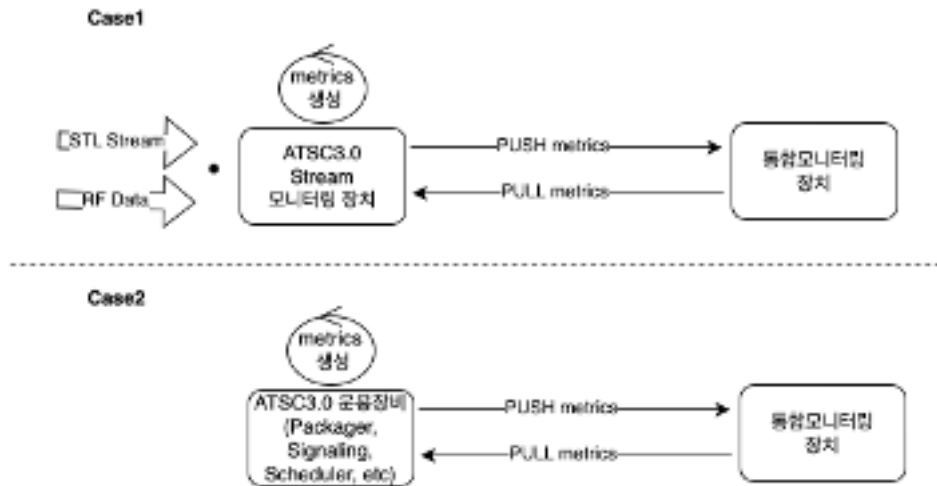 Case1
metrics
생성
STL Stream
RF Data
ATSC3.0
Stream
모니터링 장치
PUSH metrics
PULL metrics
통합모니터링
장치
Case2
metrics
생성
ATSC3.0 운용장비
(Packager,
Signaling,
Scheduler, etc)
PUSH metrics
PULL metrics
통합모니터링
장치